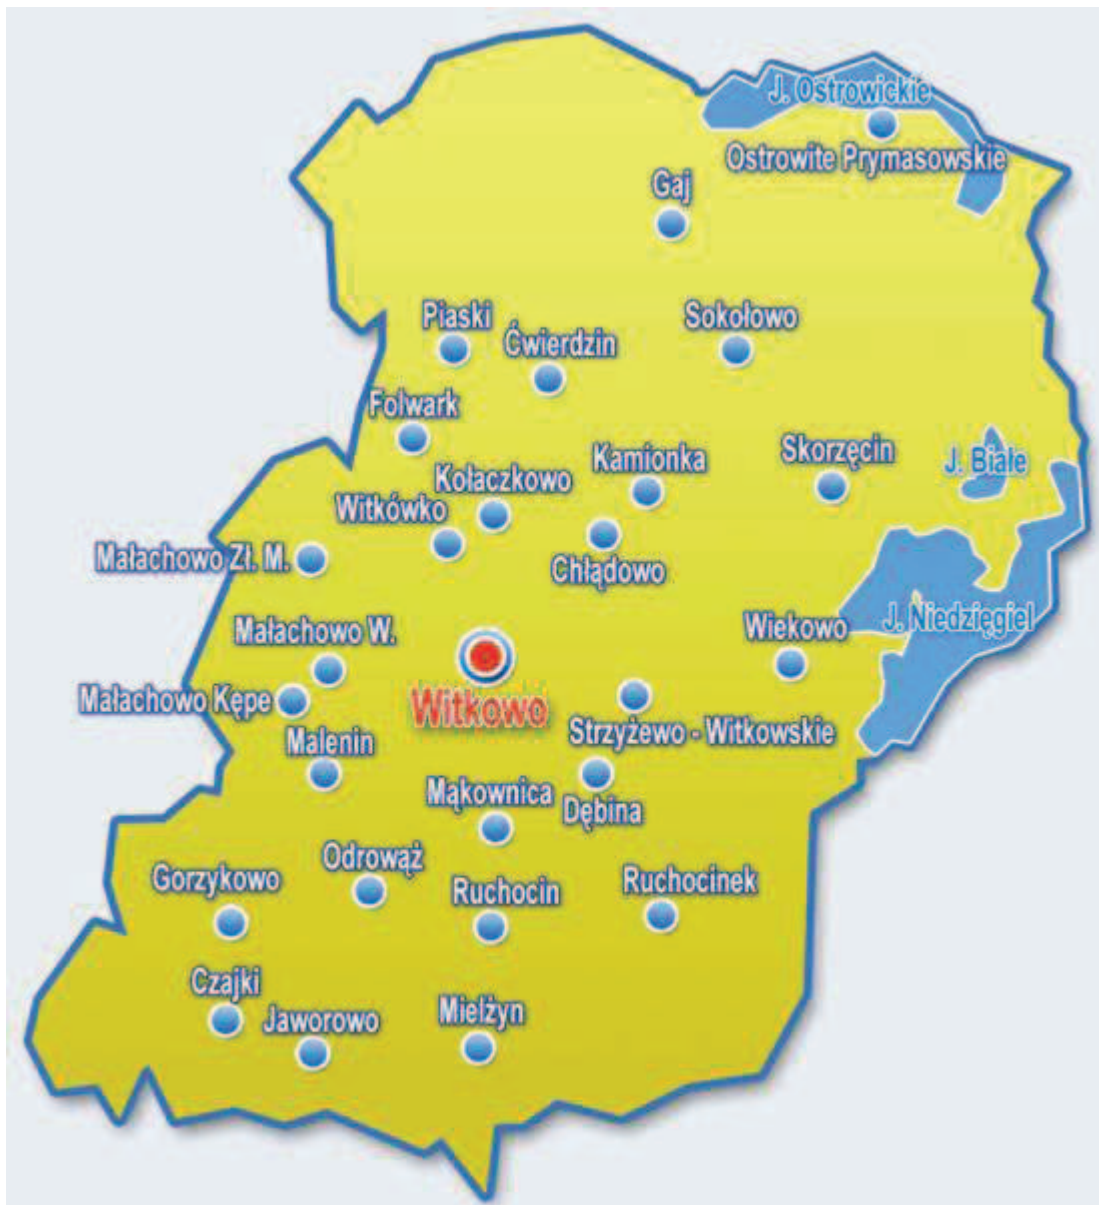 J. Ostrowickie
Ostrowite Prymasowskie
Gaj
Piaski
Sokołowo
Ćwierdzin
Folwark
Kamionka
Skorzęcin
J. Białe
Kołaczkowo
Witkówko
Małachowo Zł. M.
Chłądowo
J. Niedzięgiel
Małachowo W.
Wiekowo
Małachowo Kępe
Witkowo
Strzyżewo - Witkowskie
Malenin
Mąkownica
Dębina
Odrowąż
Gorzykowo
Ruchocin
Ruchocinek
Czajki
Jaworowo
Mielżyn